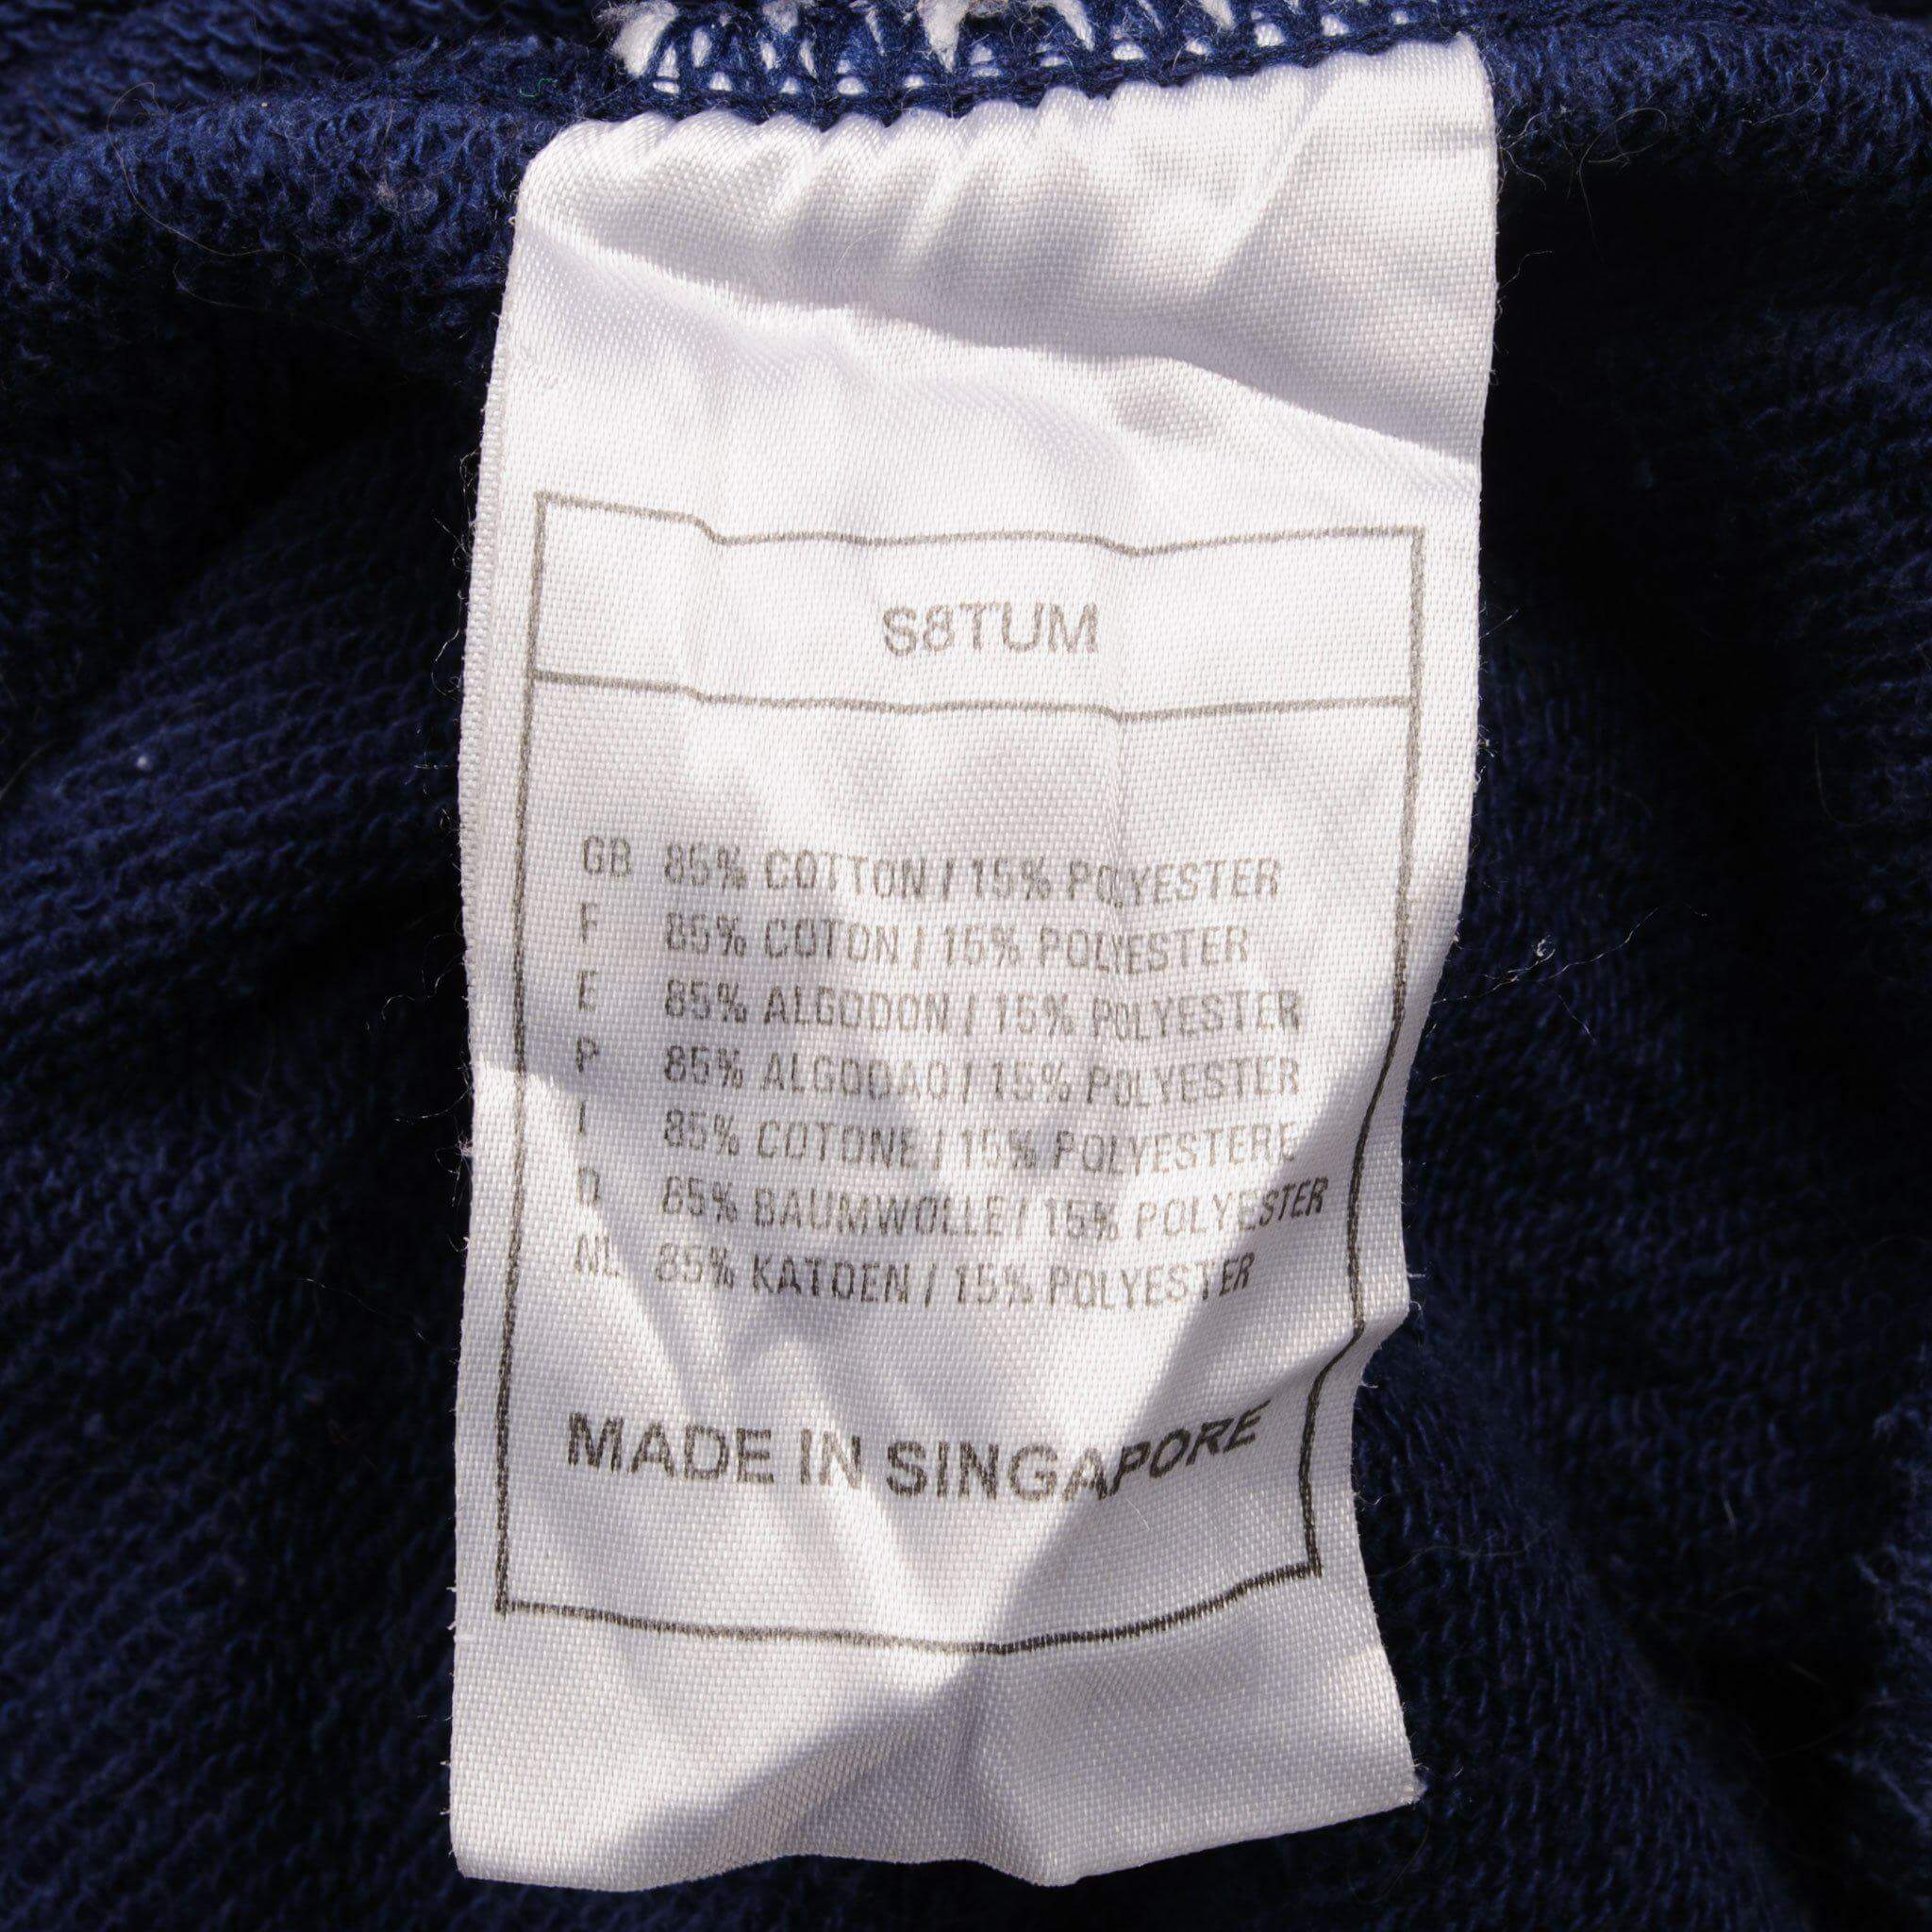 S8TUM
GB 85% COTTON / 15% POLYESTER
F 85% COTON / 15% POLYESTER
E 85% ALGODON / 15% POLYESTER
P 85% ALGODAO / 15% POLYESTER
I 85% COTONE / 15% POLYESTERE
D 85% BAUMWOLLE / 15% POLYESTER
NL 85% KATOEN / 15% POLYESTER
MADE IN SINGAPORE